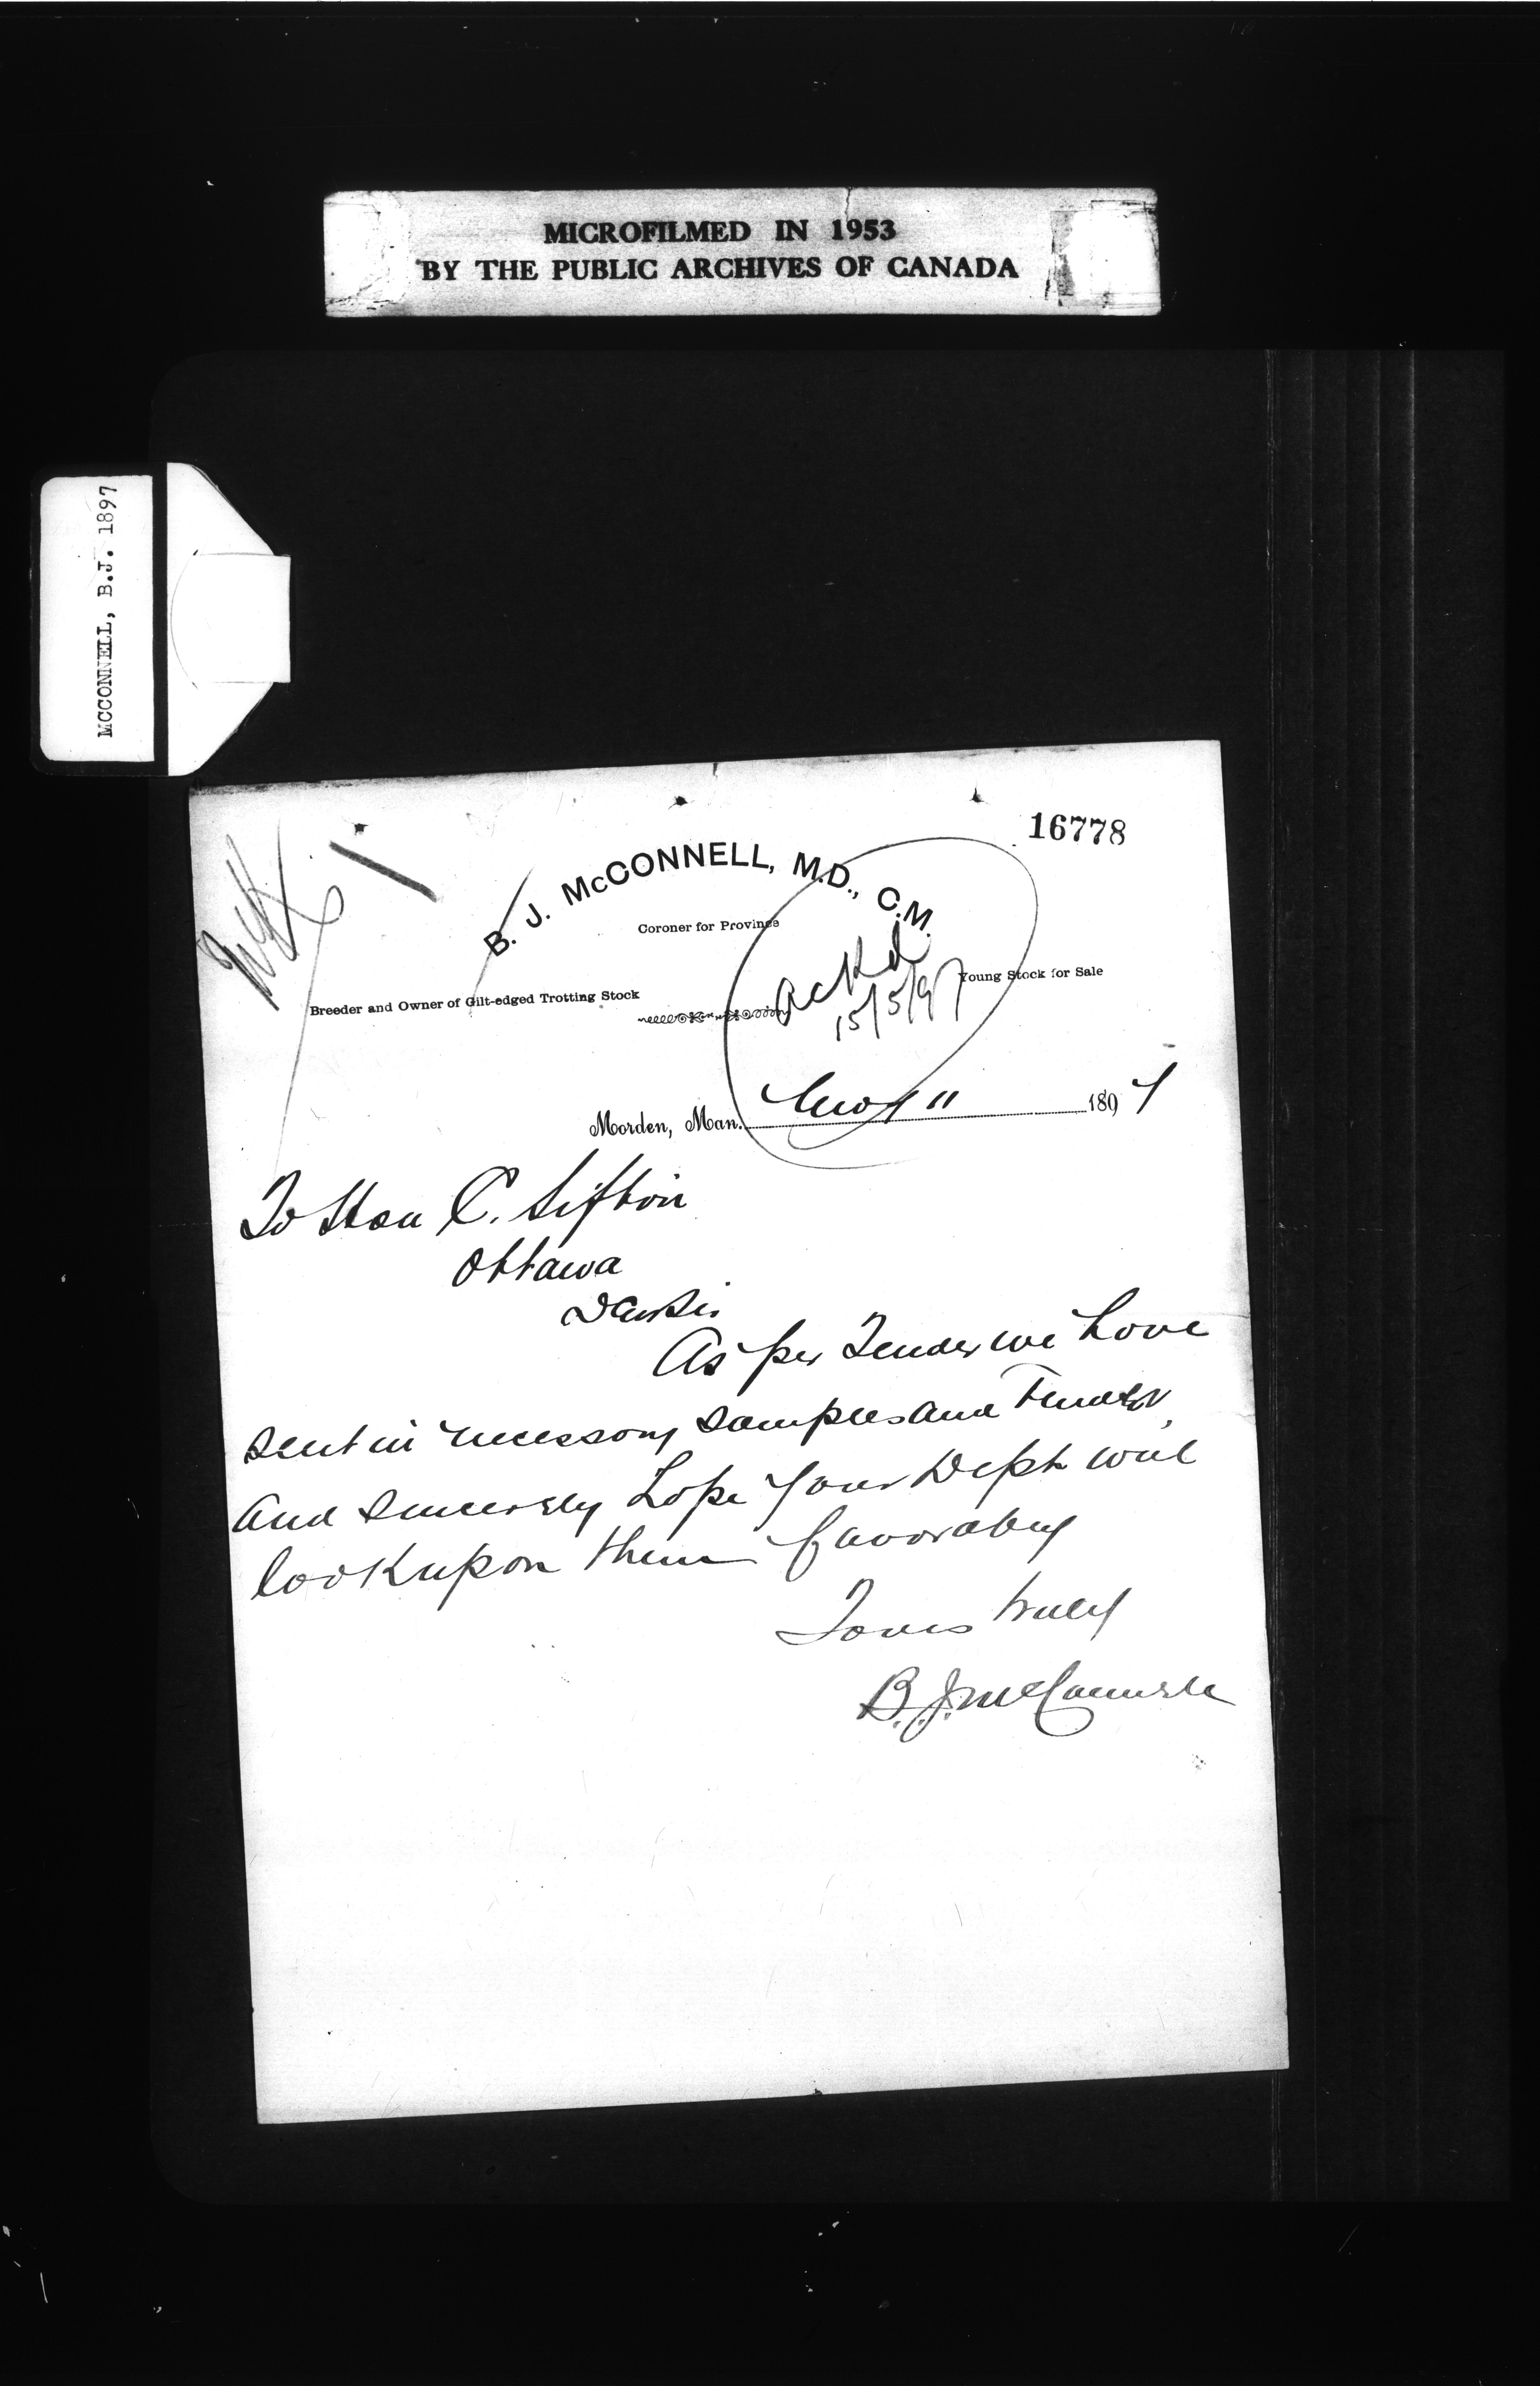 MICROFILMED IN 1953
BY THE PUBLIC ARCHIVES OF CANADA
MCCONNELL, B.J. 1897
16778
B. J. McCONNELL, M.D., C.M.
Coroner for Province
Breeder and Owner of Gilt-edged Trotting Stock
Young Stock for Sale
Ackd
15/5/97
Morden, Man. May 11 1897
To Hon C. Sifton
Ottawa
Dear Sir
As per Tender we have
sent in necessary samples and Tender,
and sincerely hope your Dept will
look upon them favorably
Yours truly
B. J. McConnell